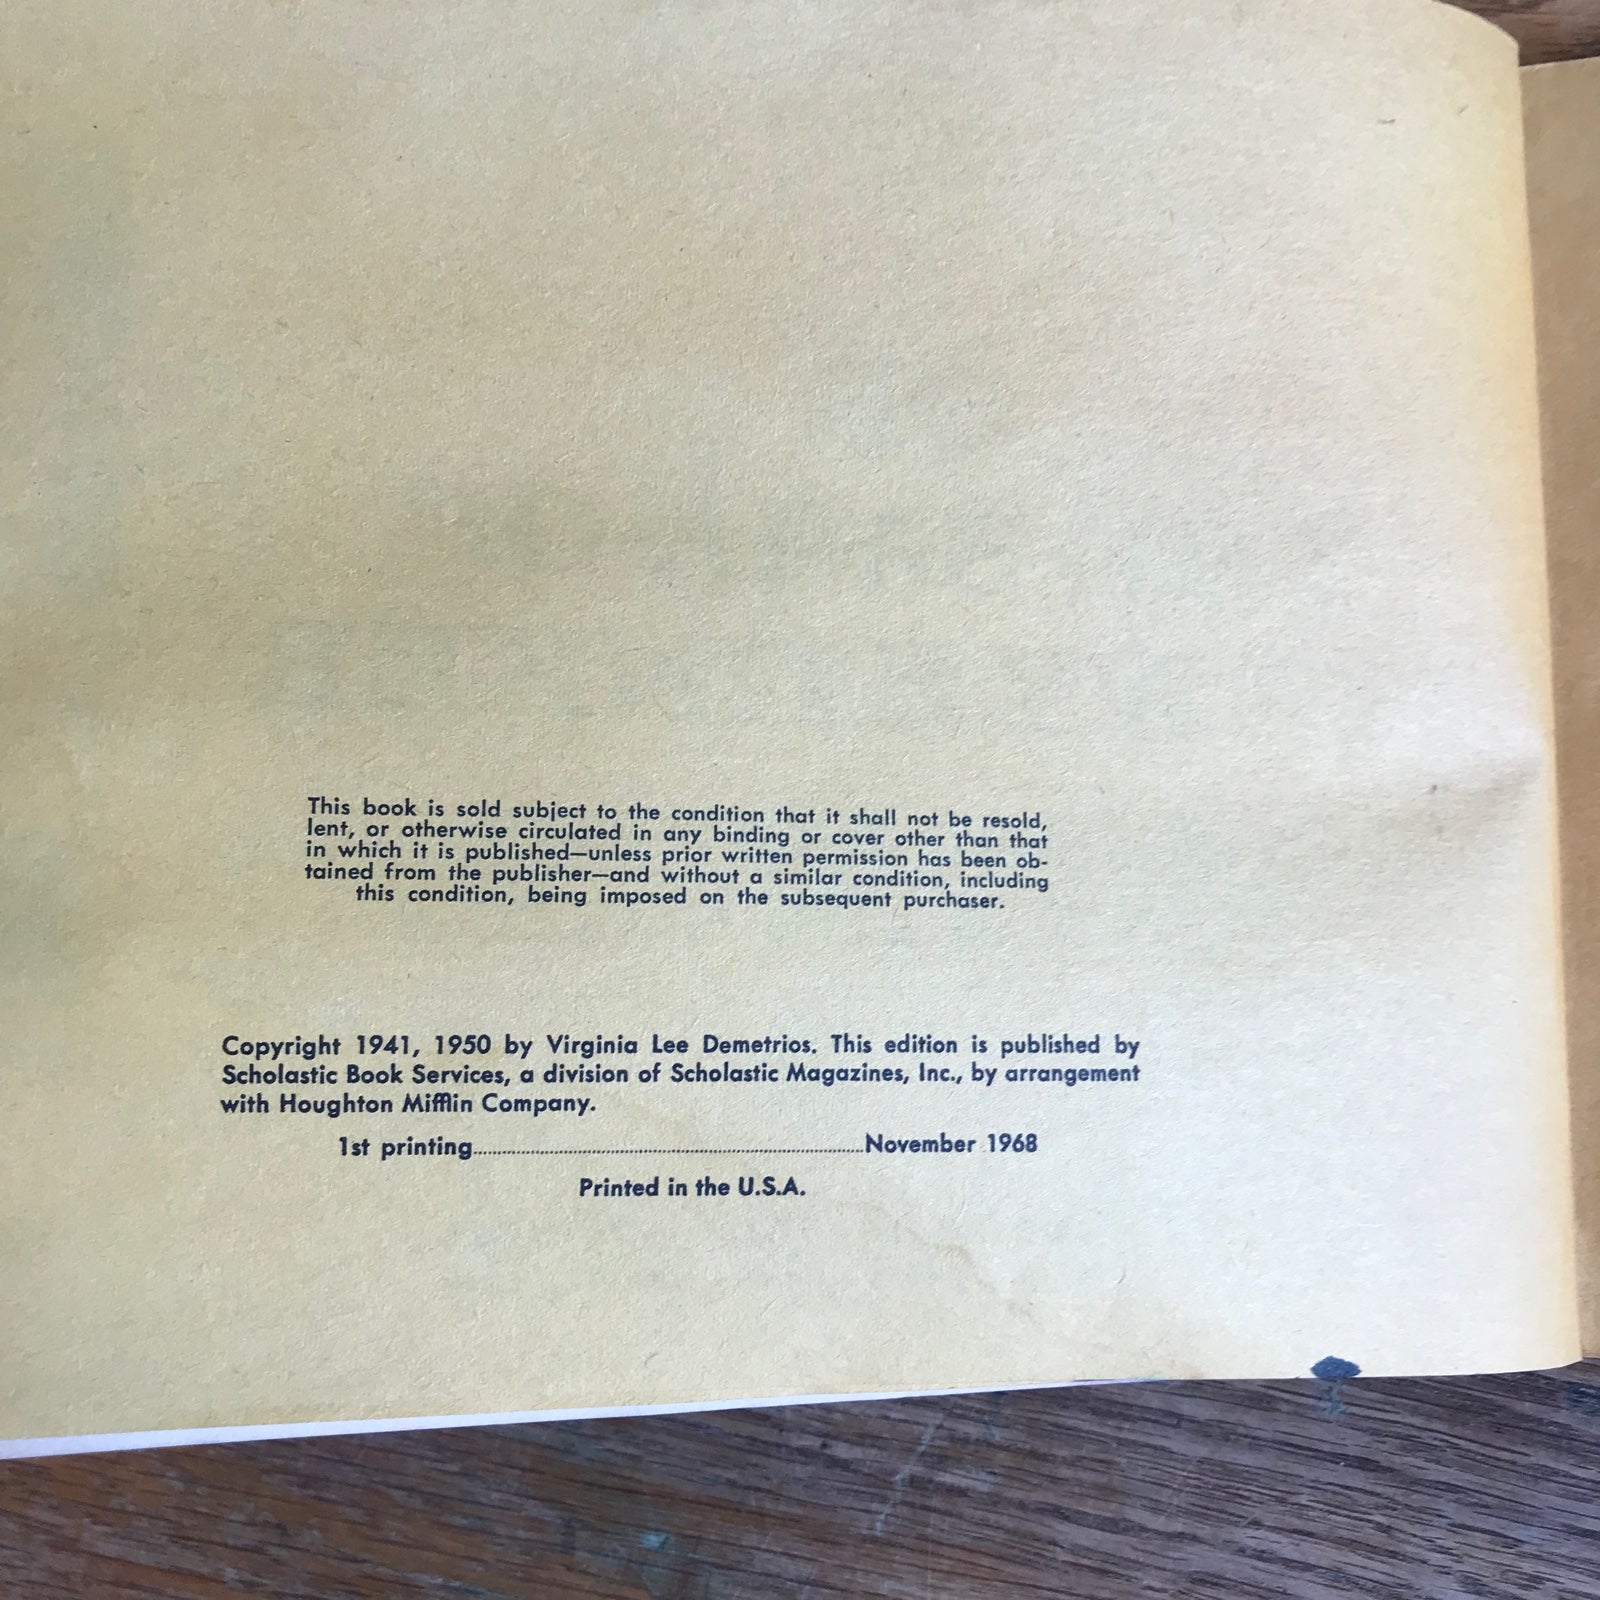 This book is sold subject to the condition that it shall not be resold,
lent, or otherwise circulated in any binding or cover other than that
in which it is published—unless prior written permission has been ob-
tained from the publisher—and without a similar condition, including
this condition, being imposed on the subsequent purchaser.
Copyright 1941, 1950 by Virginia Lee Demetrios. This edition is published by
Scholastic Book Services, a division of Scholastic Magazines, Inc., by arrangement
with Houghton Mifflin Company.
1st printing..................................................................................November 1968
Printed in the U.S.A.